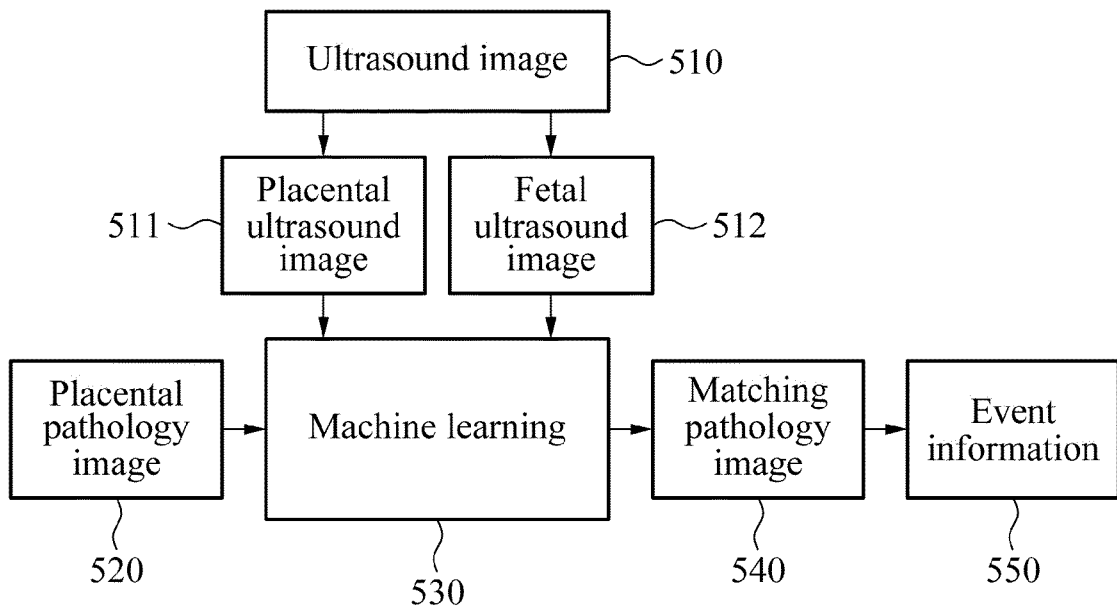 Ultrasound image
510
Placental
ultrasound
image
511
Fetal
ultrasound
image
512
Placental
pathology
image
520
Machine learning
530
Matching
pathology
image
540
Event
information
550